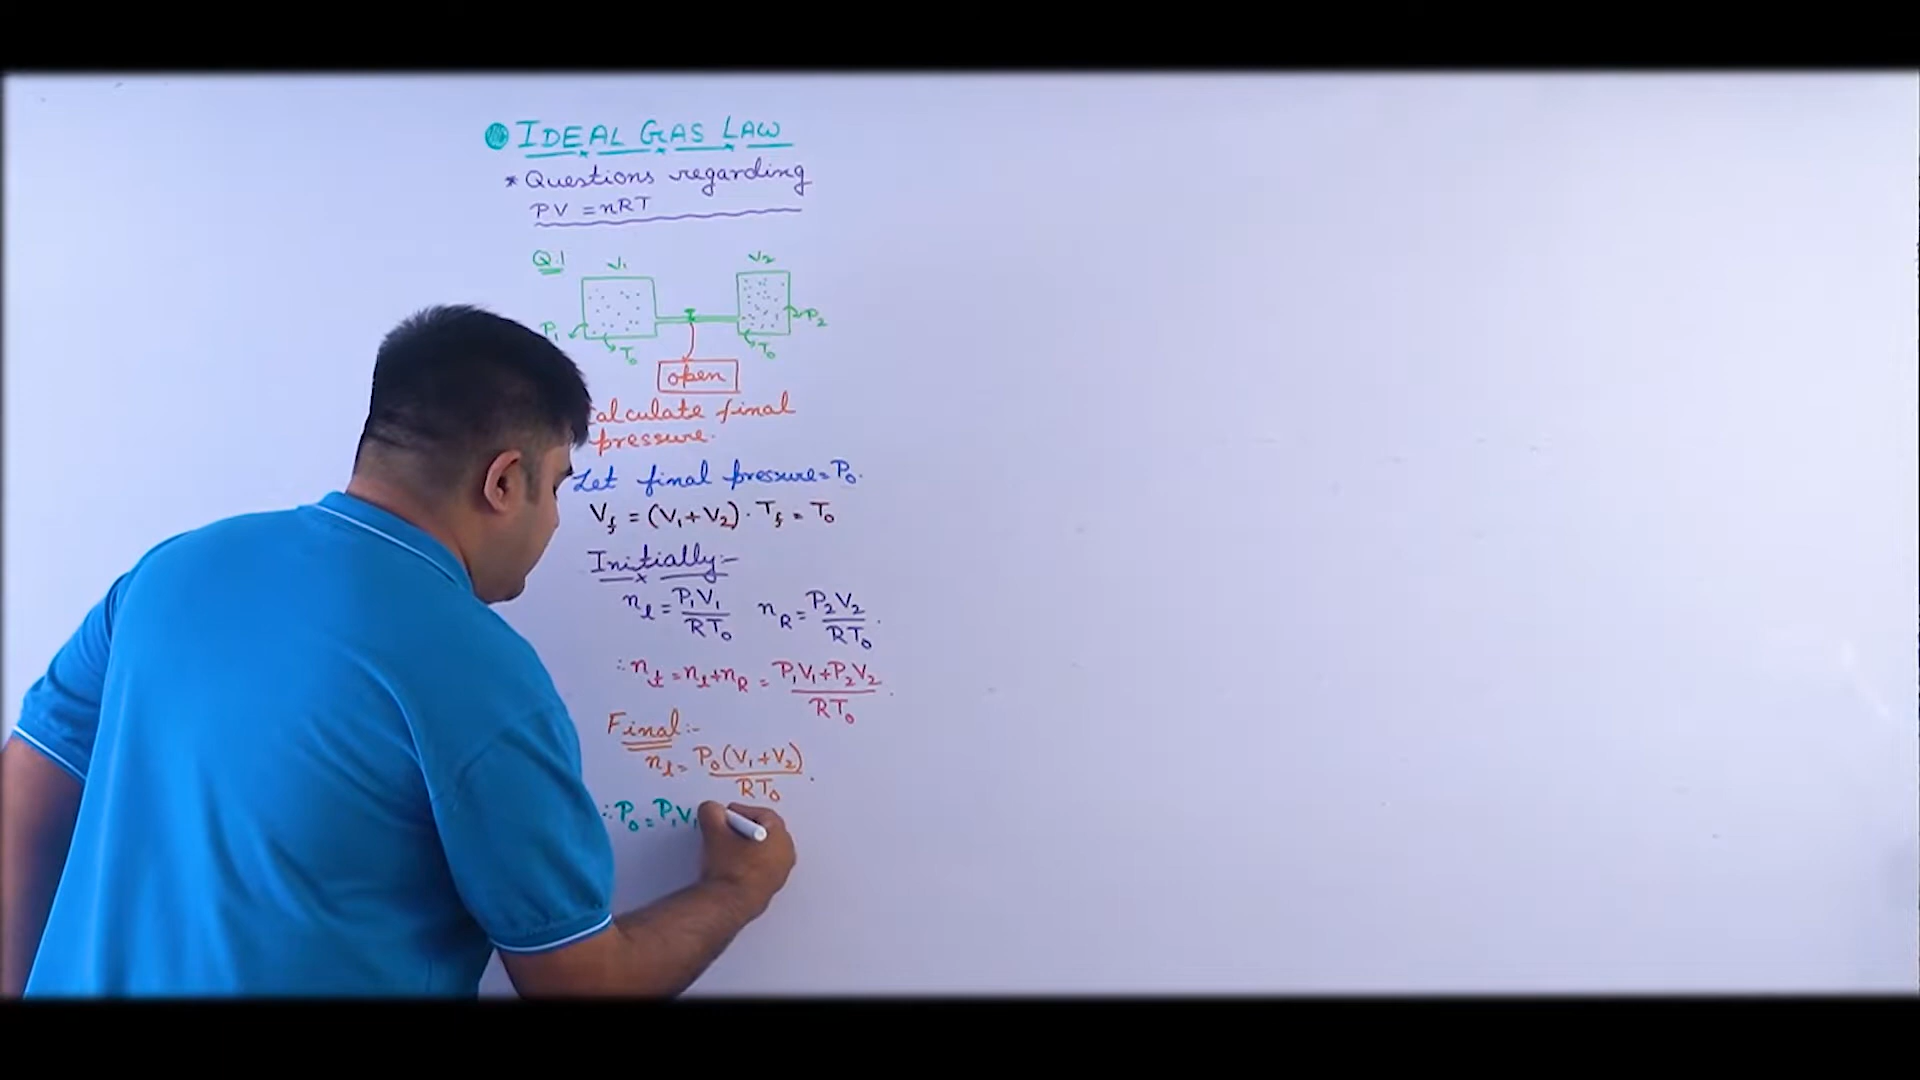 IDEAL GAS LAW
* Questions regarding
PV = nRT
Q.1
V₁
V₂
P₁
T₀
T₀
P₂
open
Calculate final
pressure.
Let final pressure = P₀.
V_f = (V₁+V₂). T_f = T₀
Initially:-
n_l = P₁V₁/RT₀ n_R = P₂V₂/RT₀.
∴ n_t = n_l + n_R = P₁V₁+P₂V₂/RT₀.
Final:-
n_t = P₀(V₁+V₂)/RT₀.
∴ P₀ = P₁V₁